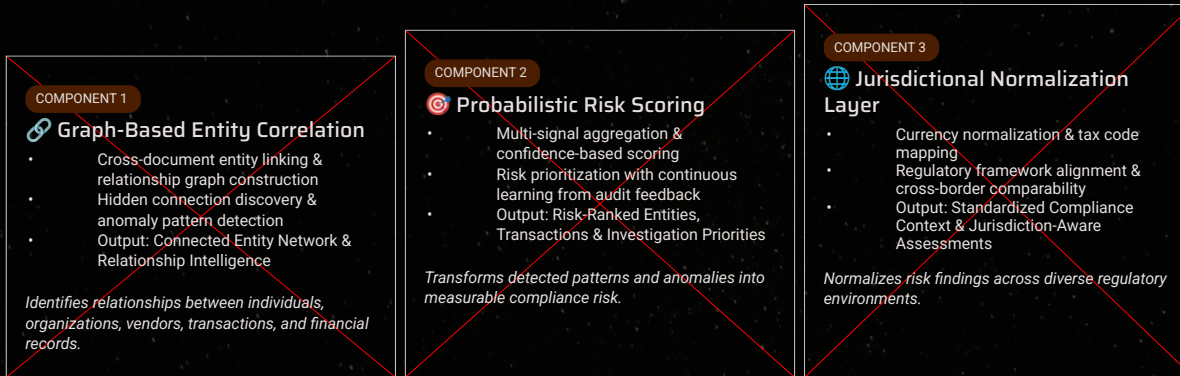 COMPONENT 1
🔗 Graph-Based Entity Correlation
• Cross-document entity linking &
relationship graph construction
• Hidden connection discovery &
anomaly pattern detection
• Output: Connected Entity Network &
Relationship Intelligence
Identifies relationships between individuals,
organizations, vendors, transactions, and financial
records.
COMPONENT 2
🎯 Probabilistic Risk Scoring
• Multi-signal aggregation &
confidence-based scoring
• Risk prioritization with continuous
learning from audit feedback
• Output: Risk-Ranked Entities,
Transactions & Investigation Priorities
Transforms detected patterns and anomalies into
measurable compliance risk.
COMPONENT 3
🌐 Jurisdictional Normalization
Layer
• Currency normalization & tax code
mapping
• Regulatory framework alignment &
cross-border comparability
• Output: Standardized Compliance
Context & Jurisdiction-Aware
Assessments
Normalizes risk findings across diverse regulatory
environments.